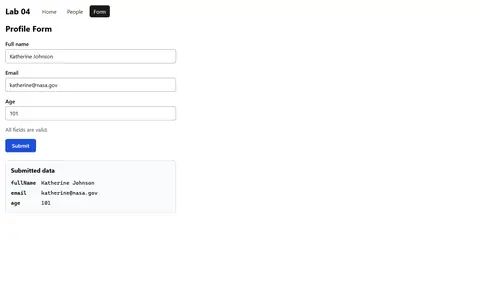 Lab 04 Home People Form
Profile Form
Full name
Katherine Johnson
Email
katherine@nasa.gov
Age
101
All fields are valid.
Submit
Submitted data
fullName Katherine Johnson
email katherine@nasa.gov
age 101